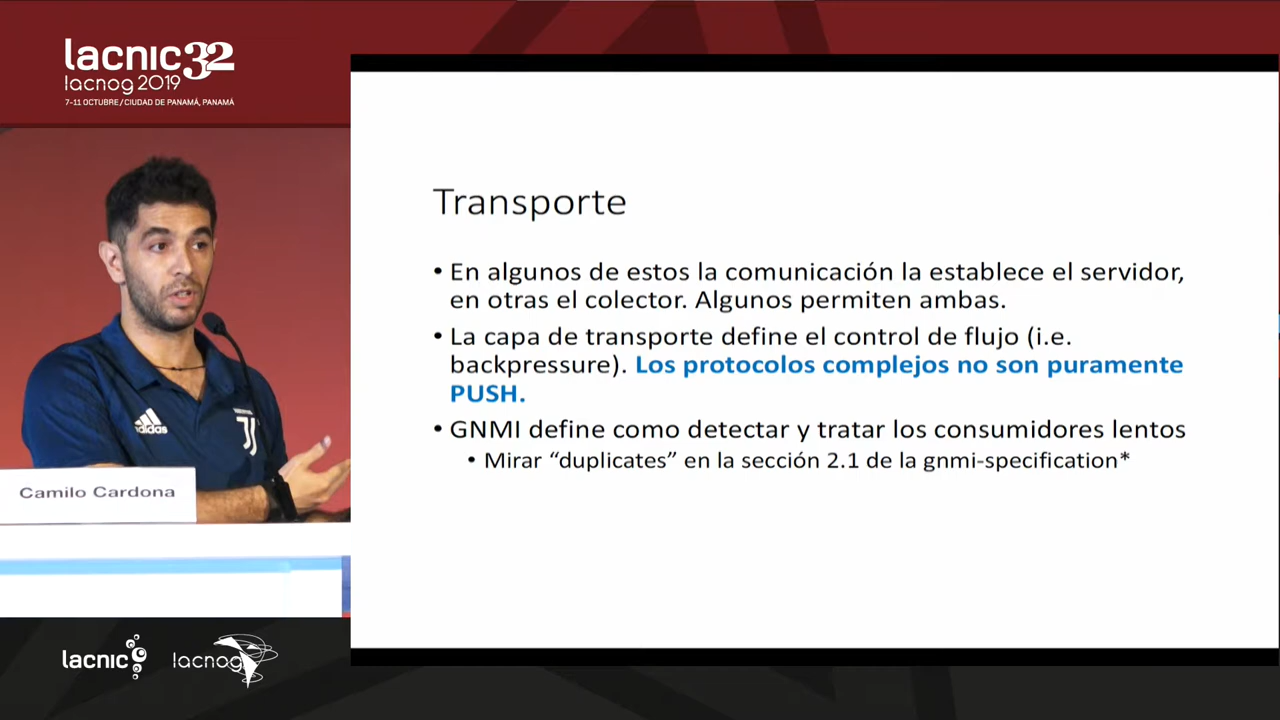 lacnic32
lacnog 2019
7-11 OCTUBRE / CIUDAD DE PANAMÁ, PANAMÁ
Transporte
• En algunos de estos la comunicación la establece el servidor,
en otras el colector. Algunos permiten ambas.
• La capa de transporte define el control de flujo (i.e.
backpressure). Los protocolos complejos no son puramente
PUSH.
• GNMI define como detectar y tratar los consumidores lentos
• Mirar “duplicates” en la sección 2.1 de la gnmi-specification*
adidas
Camilo Cardona
lacnic
lacnog